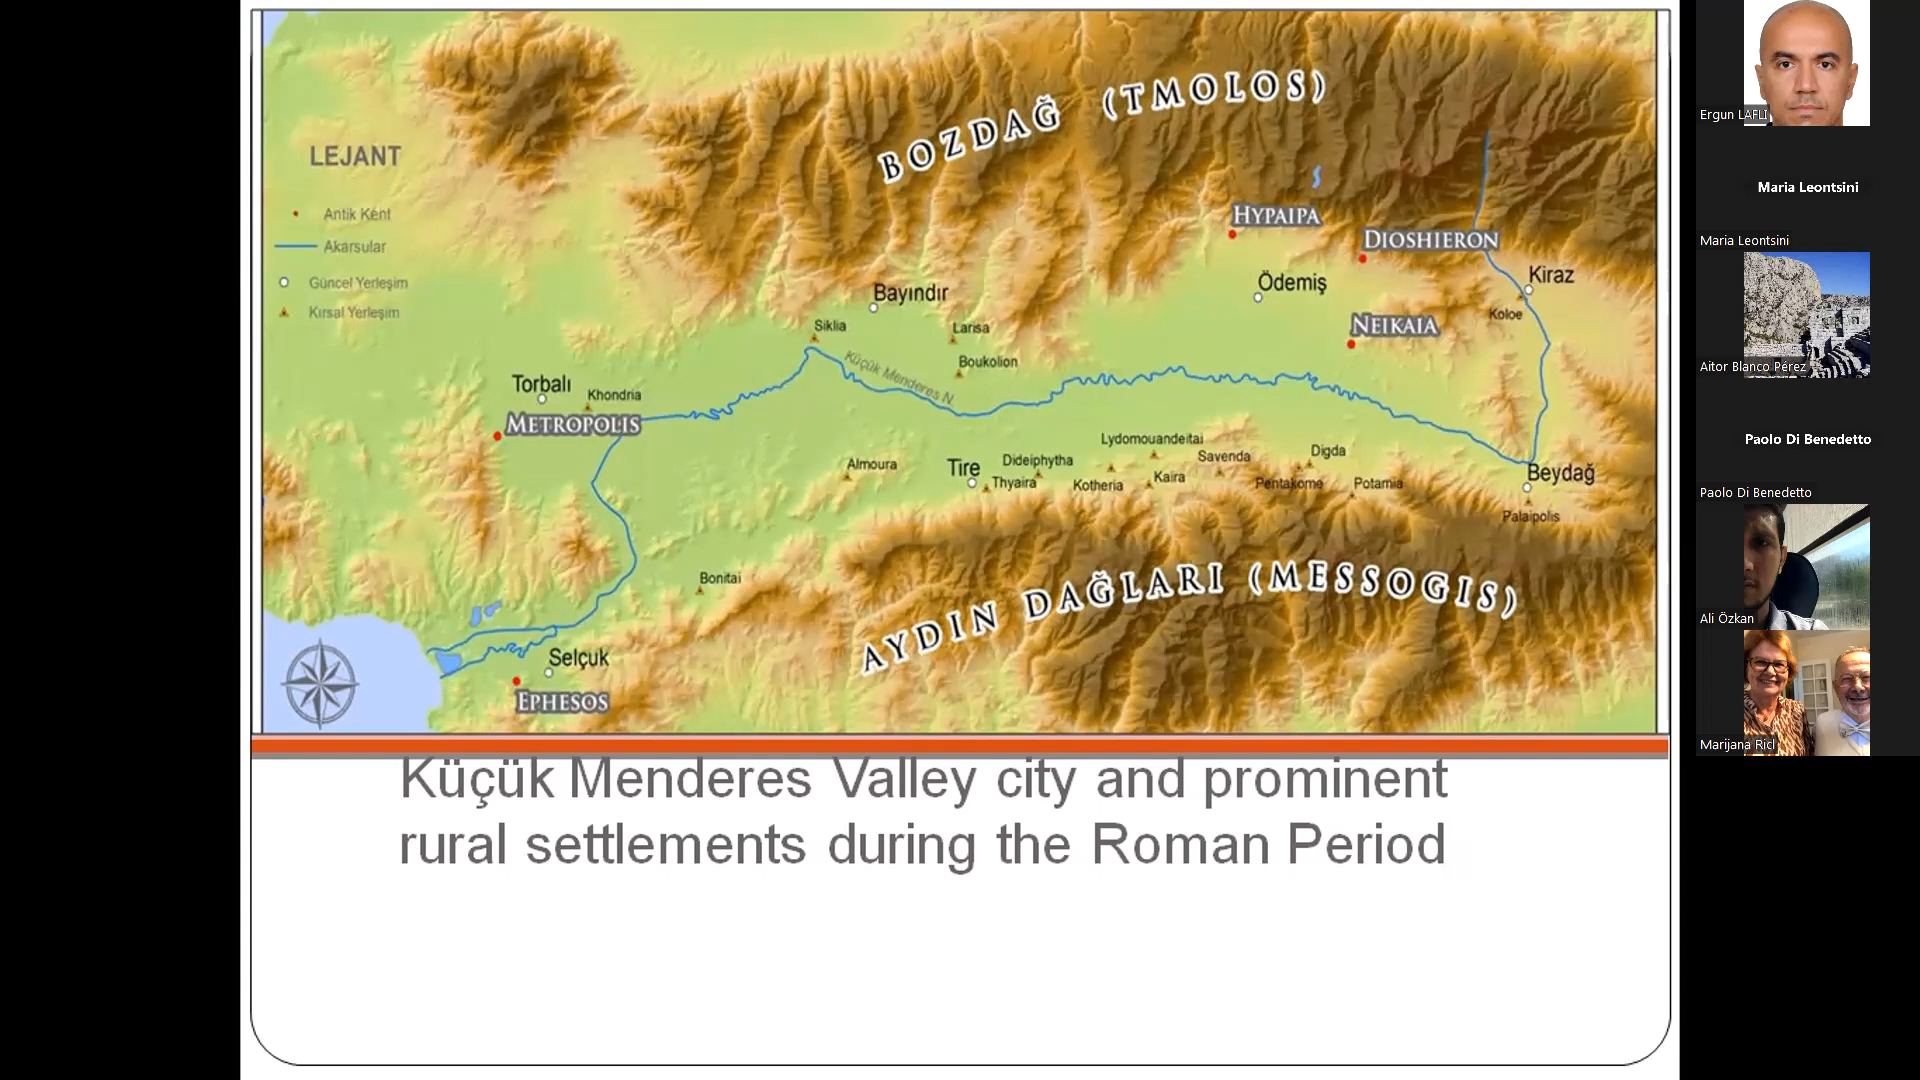 BOZDAĞ (TMOLOS)
LEJANT
Antik Kent
Akarsular
Güncel Yerleşim
Kırsal Yerleşim
HYPAIPA
DIOSHIERON
Kiraz
Koloe
Ödemiş
NEIKAIA
Bayındır
Siklia
Larisa
Boukolion
Küçük Menderes N.
Torbalı
Khondria
METROPOLIS
Almoura
Tire
Dideiphytha
Thyaira
Lydomouandeitai
Kotheria
Kaira
Savenda
Digda
Pentakome
Potamia
Beydağ
Palaipolis
Bonitai
AYDIN DAĞLARI (MESSOGIS)
Selçuk
EPHESOS
Küçük Menderes Valley city and prominent
rural settlements during the Roman Period
Ergun LAFLI
Maria Leontsini
Maria Leontsini
Aitor Blanco Pérez
Paolo Di Benedetto
Paolo Di Benedetto
Ali Özkan
Marijana Ricl